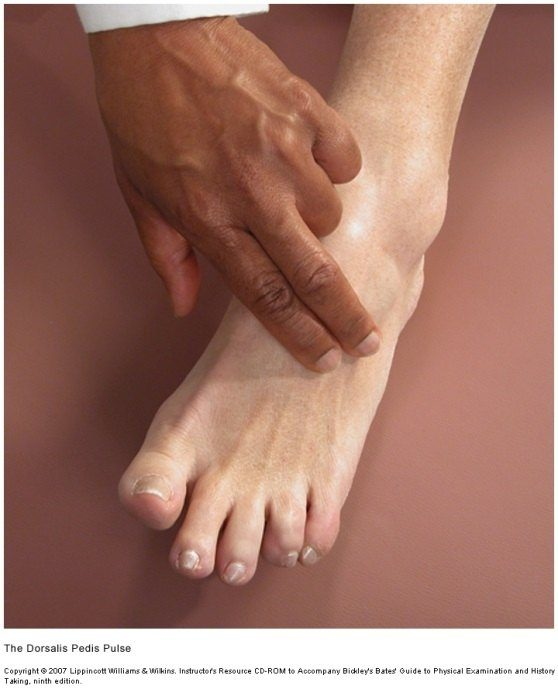 The Dorsalis Pedis Pulse
Copyright © 2007 Lippincott Williams & Wilkins. Instructor's Resource CD-ROM to Accompany Bickley's Bates' Guide to Physical Examination and History
Taking, ninth edition.